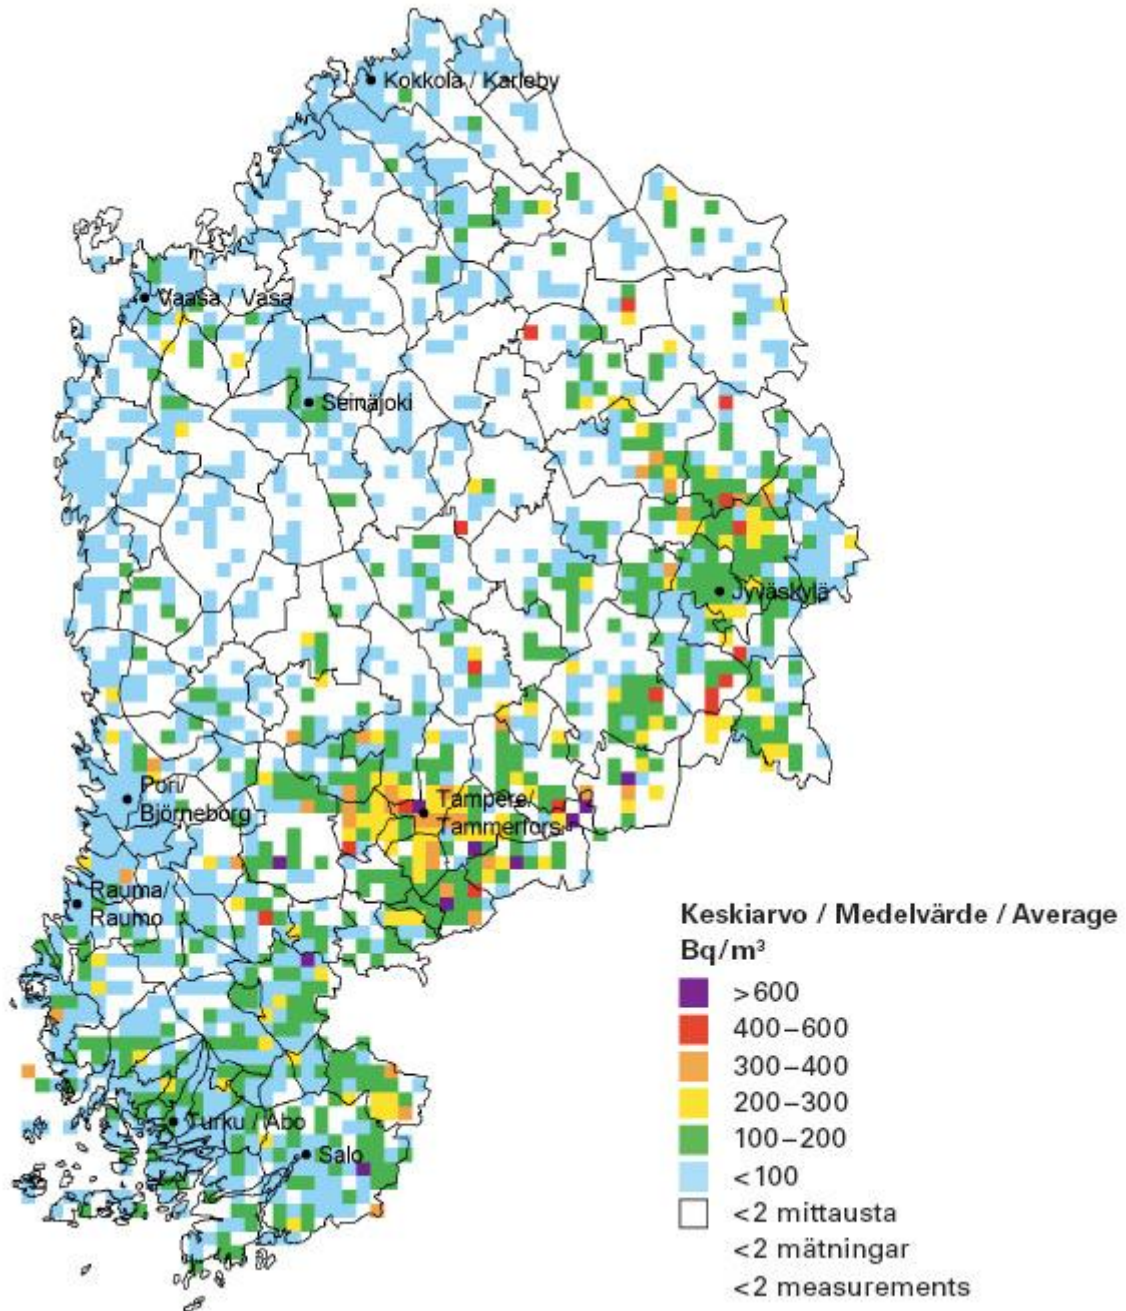 Kokkola / Karleby
Vaasa / Vasa
Seinäjoki
Jyväskylä
Pori/
Björneborg
Tampere/
Tammerfors
Rauma/
Raumo
Turku / Åbo
Salo
Keskiarvo / Medelvärde / Average
Bq/m³
>600
400–600
300–400
200–300
100–200
<100
<2 mittausta
<2 mätningar
<2 measurements